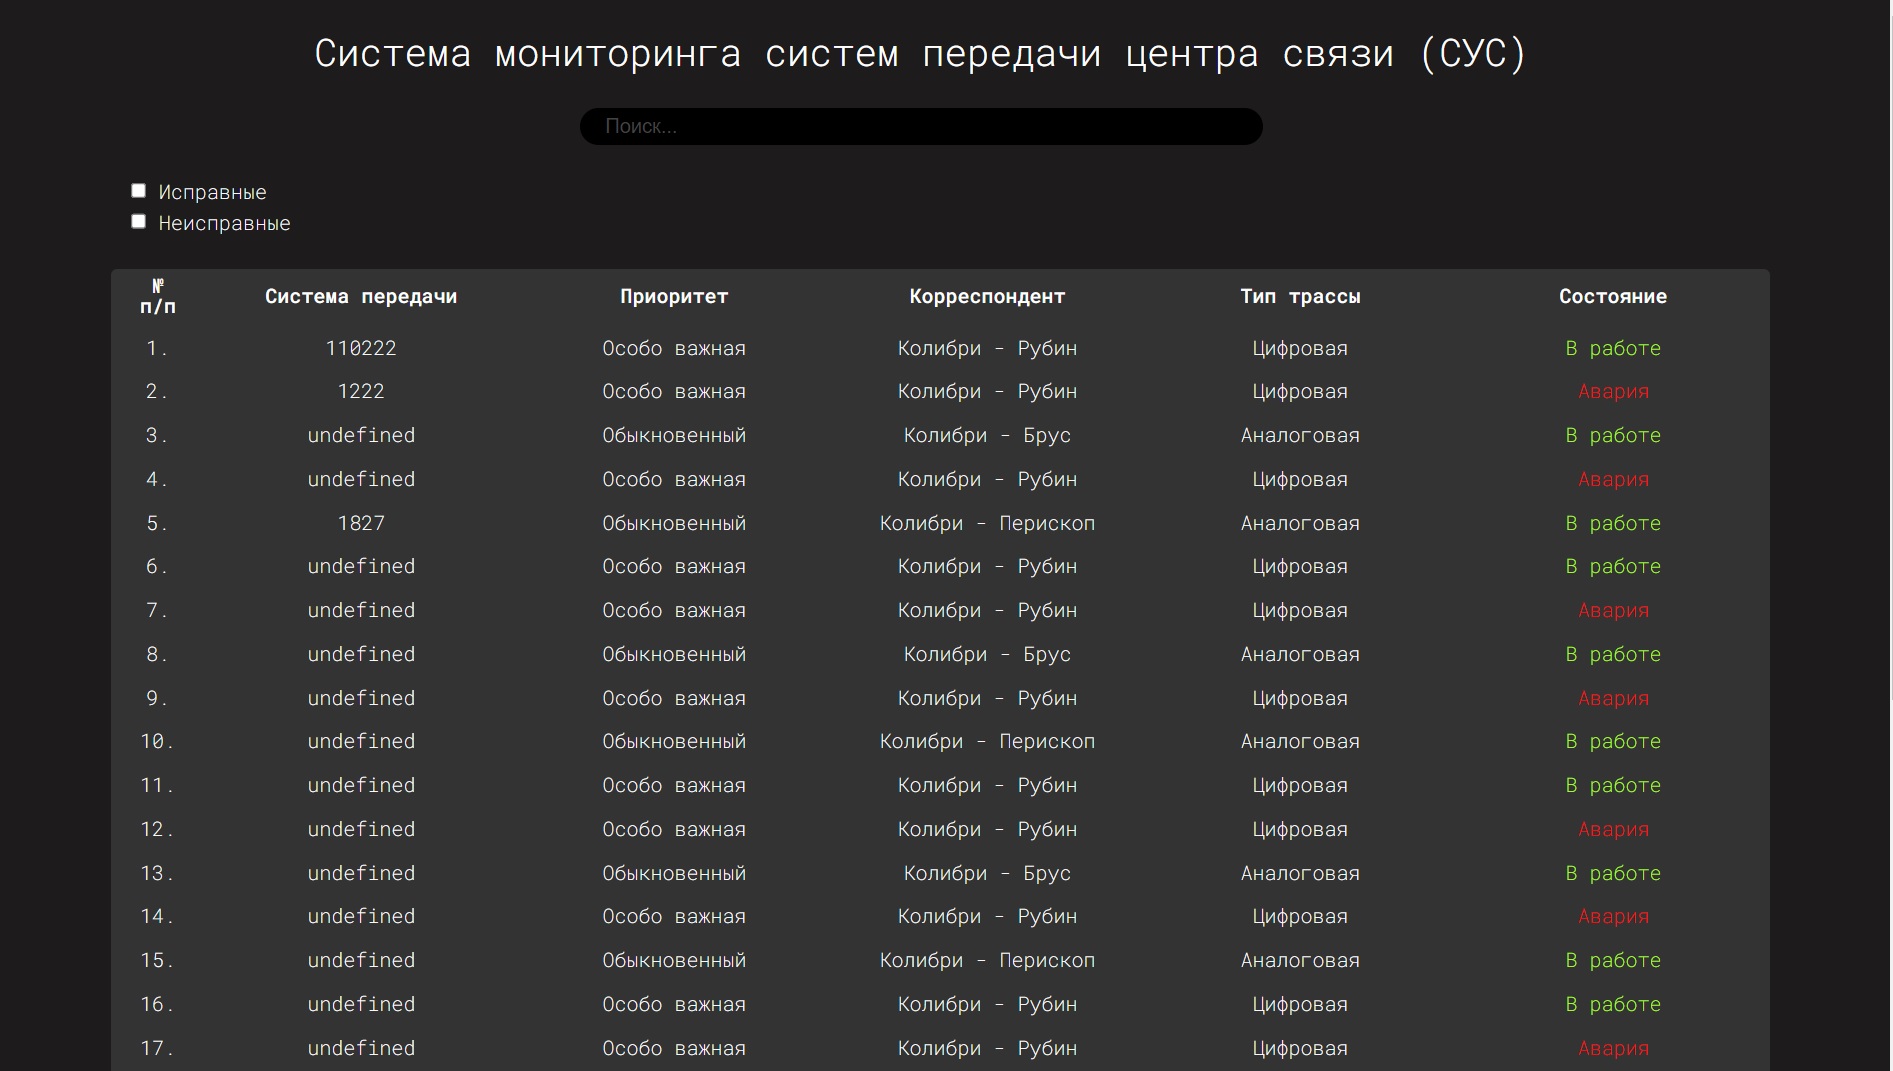 Система мониторинга систем передачи центра связи (СУС)
Поиск...
Исправные
Неисправные
№ п/п Система передачи Приоритет Корреспондент Тип трассы Состояние
1. 110222 Особо важная Колибри - Рубин Цифровая В работе
2. 1222 Особо важная Колибри - Рубин Цифровая Авария
3. undefined Обыкновенный Колибри - Брус Аналоговая В работе
4. undefined Особо важная Колибри - Рубин Цифровая Авария
5. 1827 Обыкновенный Колибри - Перископ Аналоговая В работе
6. undefined Особо важная Колибри - Рубин Цифровая В работе
7. undefined Особо важная Колибри - Рубин Цифровая Авария
8. undefined Обыкновенный Колибри - Брус Аналоговая В работе
9. undefined Особо важная Колибри - Рубин Цифровая Авария
10. undefined Обыкновенный Колибри - Перископ Аналоговая В работе
11. undefined Особо важная Колибри - Рубин Цифровая В работе
12. undefined Особо важная Колибри - Рубин Цифровая Авария
13. undefined Обыкновенный Колибри - Брус Аналоговая В работе
14. undefined Особо важная Колибри - Рубин Цифровая Авария
15. undefined Обыкновенный Колибри - Перископ Аналоговая В работе
16. undefined Особо важная Колибри - Рубин Цифровая В работе
17. undefined Особо важная Колибри - Рубин Цифровая Авария